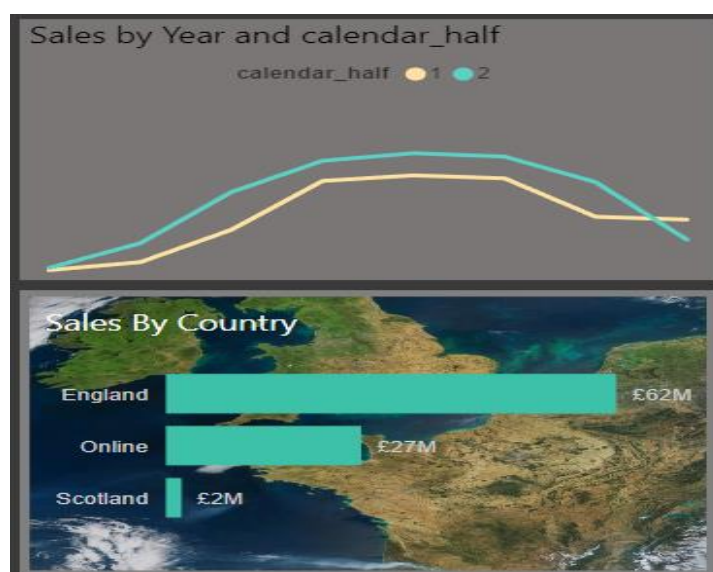 Sales by Year and calendar_half
calendar_half 1 2
Sales By Country
England £62M
Online £27M
Scotland £2M